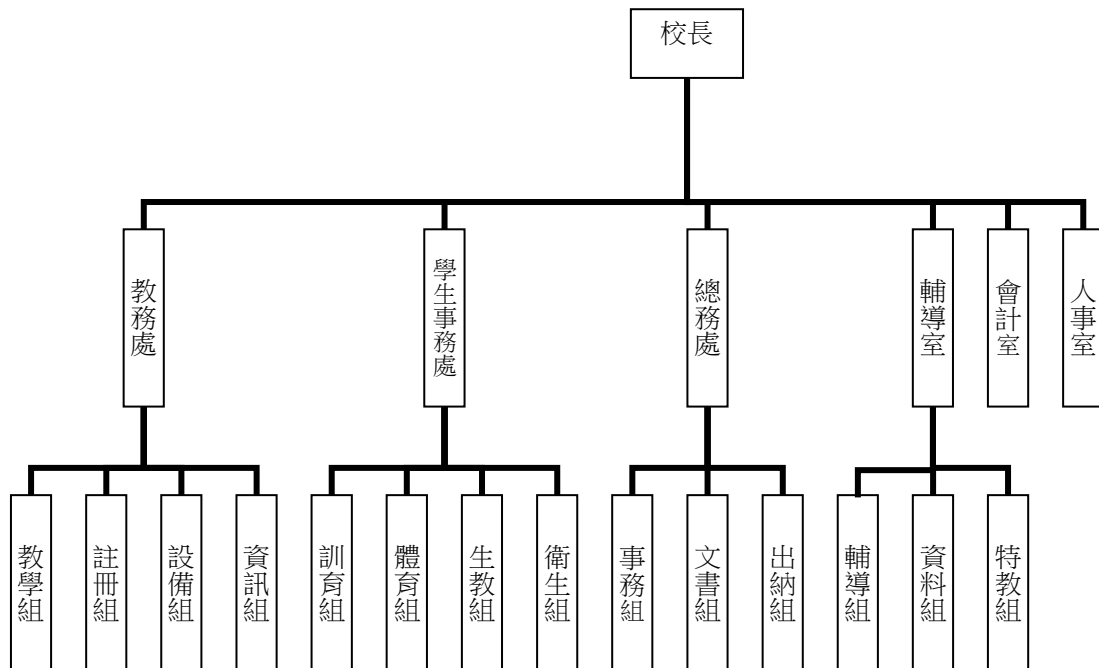 校長
教務處
學生事務處
總務處
輔導室
會計室
人事室
教學組
註冊組
設備組
資訊組
訓育組
體育組
生教組
衛生組
事務組
文書組
出納組
輔導組
資料組
特教組